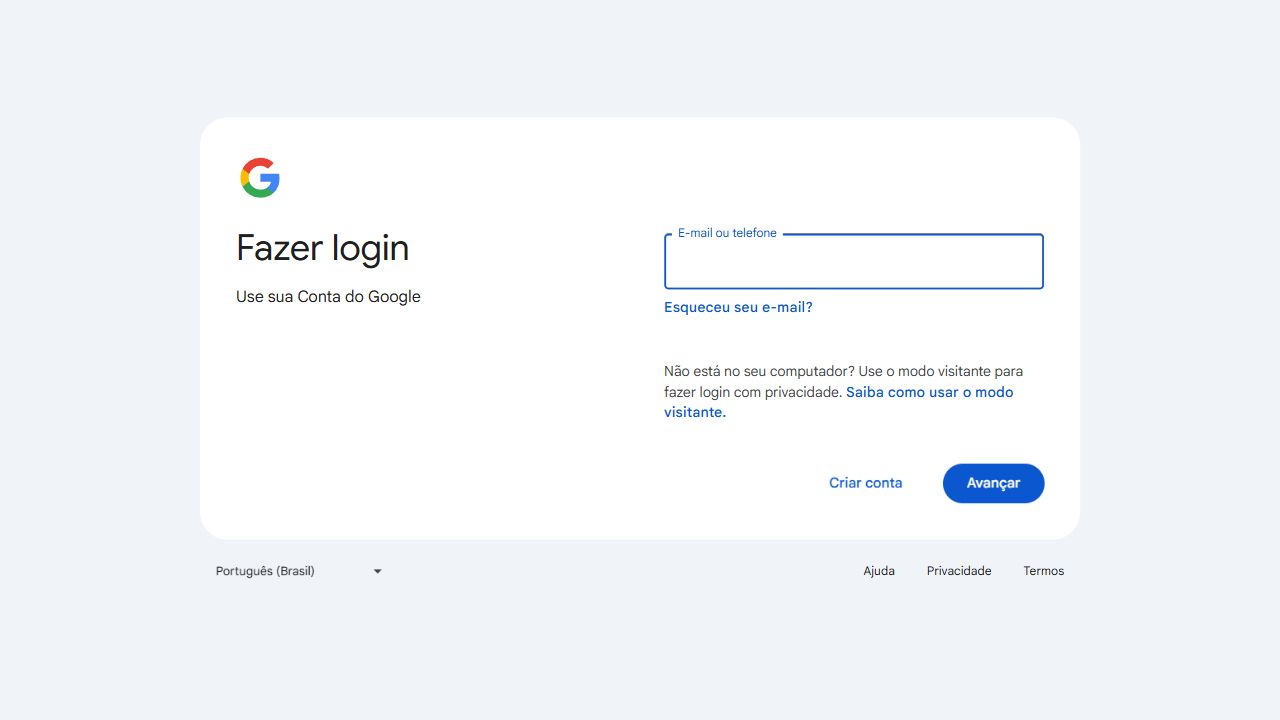 Fazer login
Use sua Conta do Google
E-mail ou telefone
Esqueceu seu e-mail?
Não está no seu computador? Use o modo visitante para
fazer login com privacidade. Saiba como usar o modo
visitante.
Criar conta
Avançar
Português (Brasil)
Ajuda
Privacidade
Termos